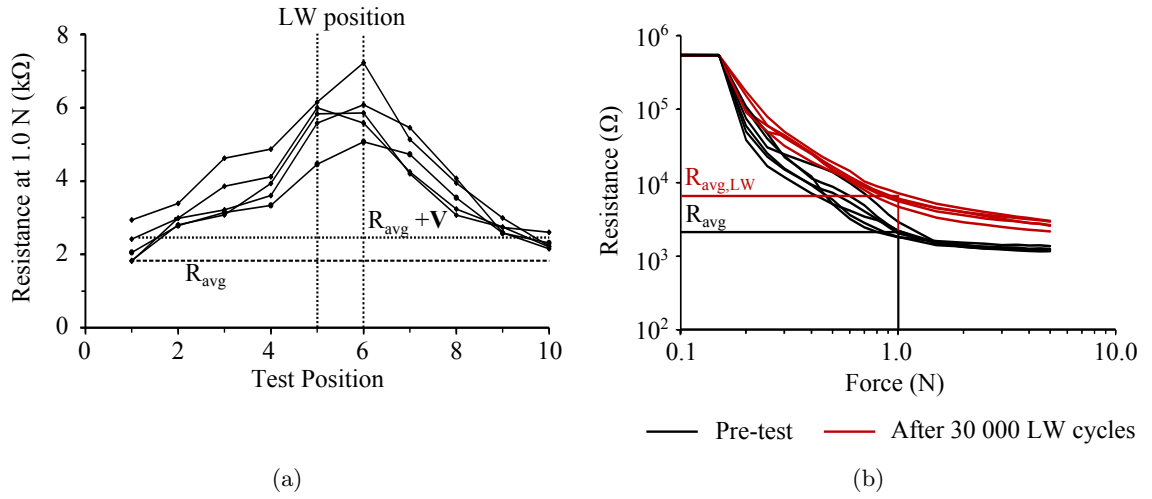 LW position
8
6
4
2
0
0 2 4 6 8 10
Resistance at 1.0 N (kΩ)
Test Position
R_avg +V
R_avg
(a)
10^6
10^5
10^4
10^3
10^2
0.1 1.0 10.0
Resistance (Ω)
Force (N)
R_avg,LW
R_avg
Pre-test After 30 000 LW cycles
(b)